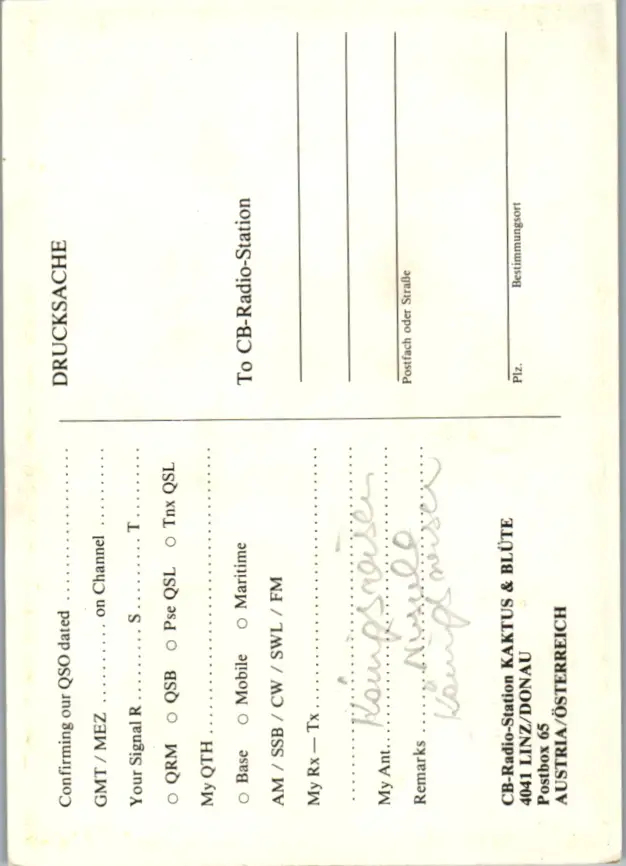 Confirming our QSO dated ....................
GMT / MEZ .......... on Channel ..........
Your Signal R ........ S ........ T ........
○ QRM ○ QSB ○ Pse QSL ○ Tnx QSL
My QTH ..............................
○ Base ○ Mobile ○ Maritime
AM / SSB / CW / SWL / FM
My Rx — Tx ....................
My Ant. ....................
Remarks ....................
CB-Radio-Station KAKTUS & BLÜTE
4041 LINZ/DONAU
Postbox 65
AUSTRIA/ÖSTERREICH
DRUCKSACHE
To CB-Radio-Station
Postfach oder Straße
Plz. Bestimmungsort